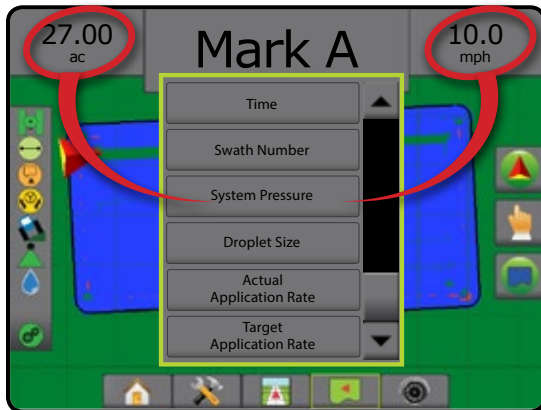 27.00
ac
Mark A
10.0
mph
Time
Swath Number
System Pressure
Droplet Size
Actual
Application Rate
Target
Application Rate